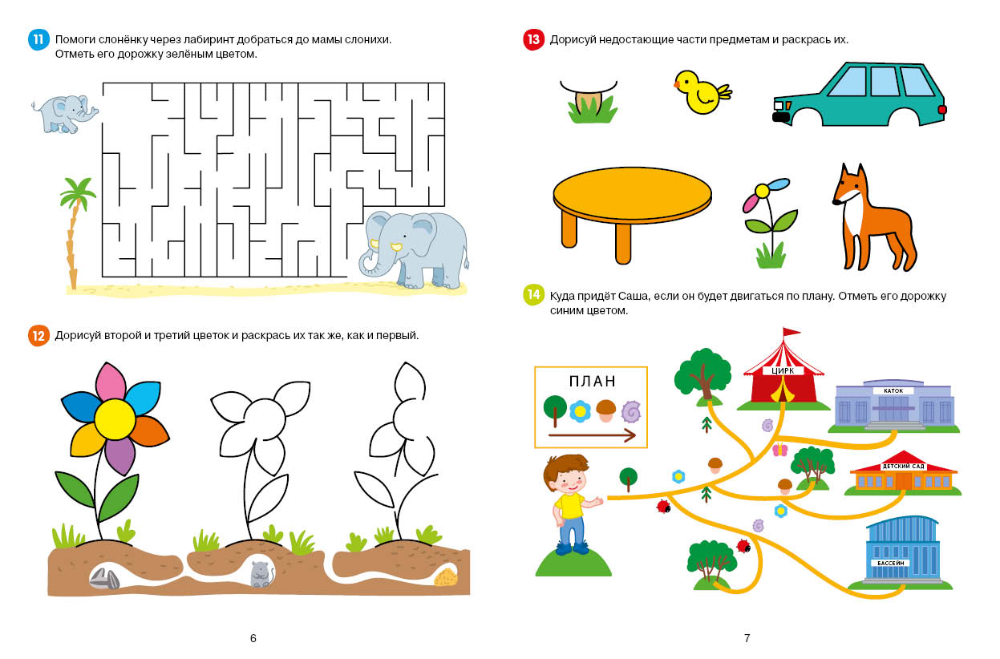 11 Помоги слонёнку через лабиринт добраться до мамы слонихи.
Отметь его дорожку зелёным цветом.
12 Дорисуй второй и третий цветок и раскрась их так же, как и первый.
6
13 Дорисуй недостающие части предметам и раскрась их.
14 Куда придёт Саша, если он будет двигаться по плану. Отметь его дорожку
синим цветом.
ПЛАН
ЦИРК
КАТОК
ДЕТСКИЙ САД
БАССЕЙН
7